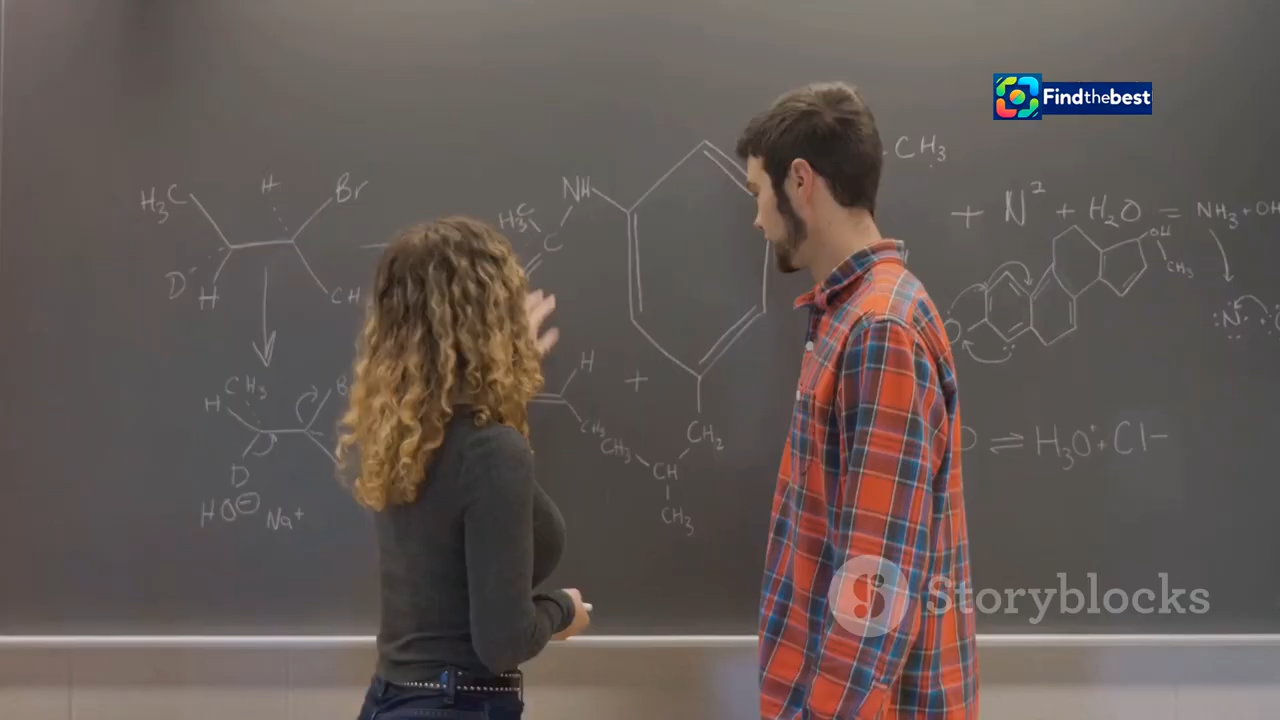 Findthebest
H₃C
H
Br
D
H
CH
CH₃
H
D
HO⊖ Na+
H₃C
C
NH
H
CH₃
+
CH₂
CH₃
CH
CH₃
CH₃
+ N² + H₂O = NH₃ + OH
OH
CH₃
:N:
⇌ H₃O⁺ + Cl−
Storyblocks